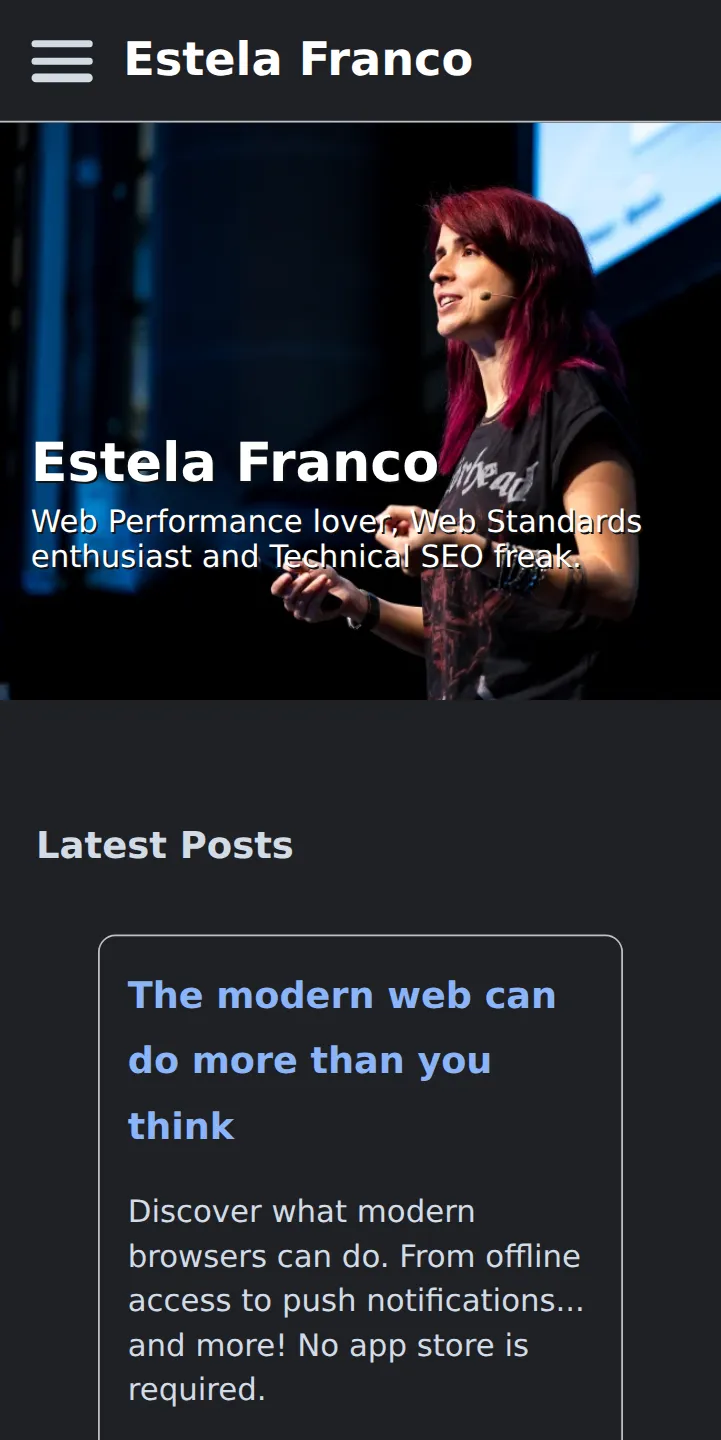 Estela Franco
Estela Franco
Web Performance lover, Web Standards
enthusiast and Technical SEO freak.
Latest Posts
The modern web can
do more than you
think
Discover what modern
browsers can do. From offline
access to push notifications...
and more! No app store is
required.